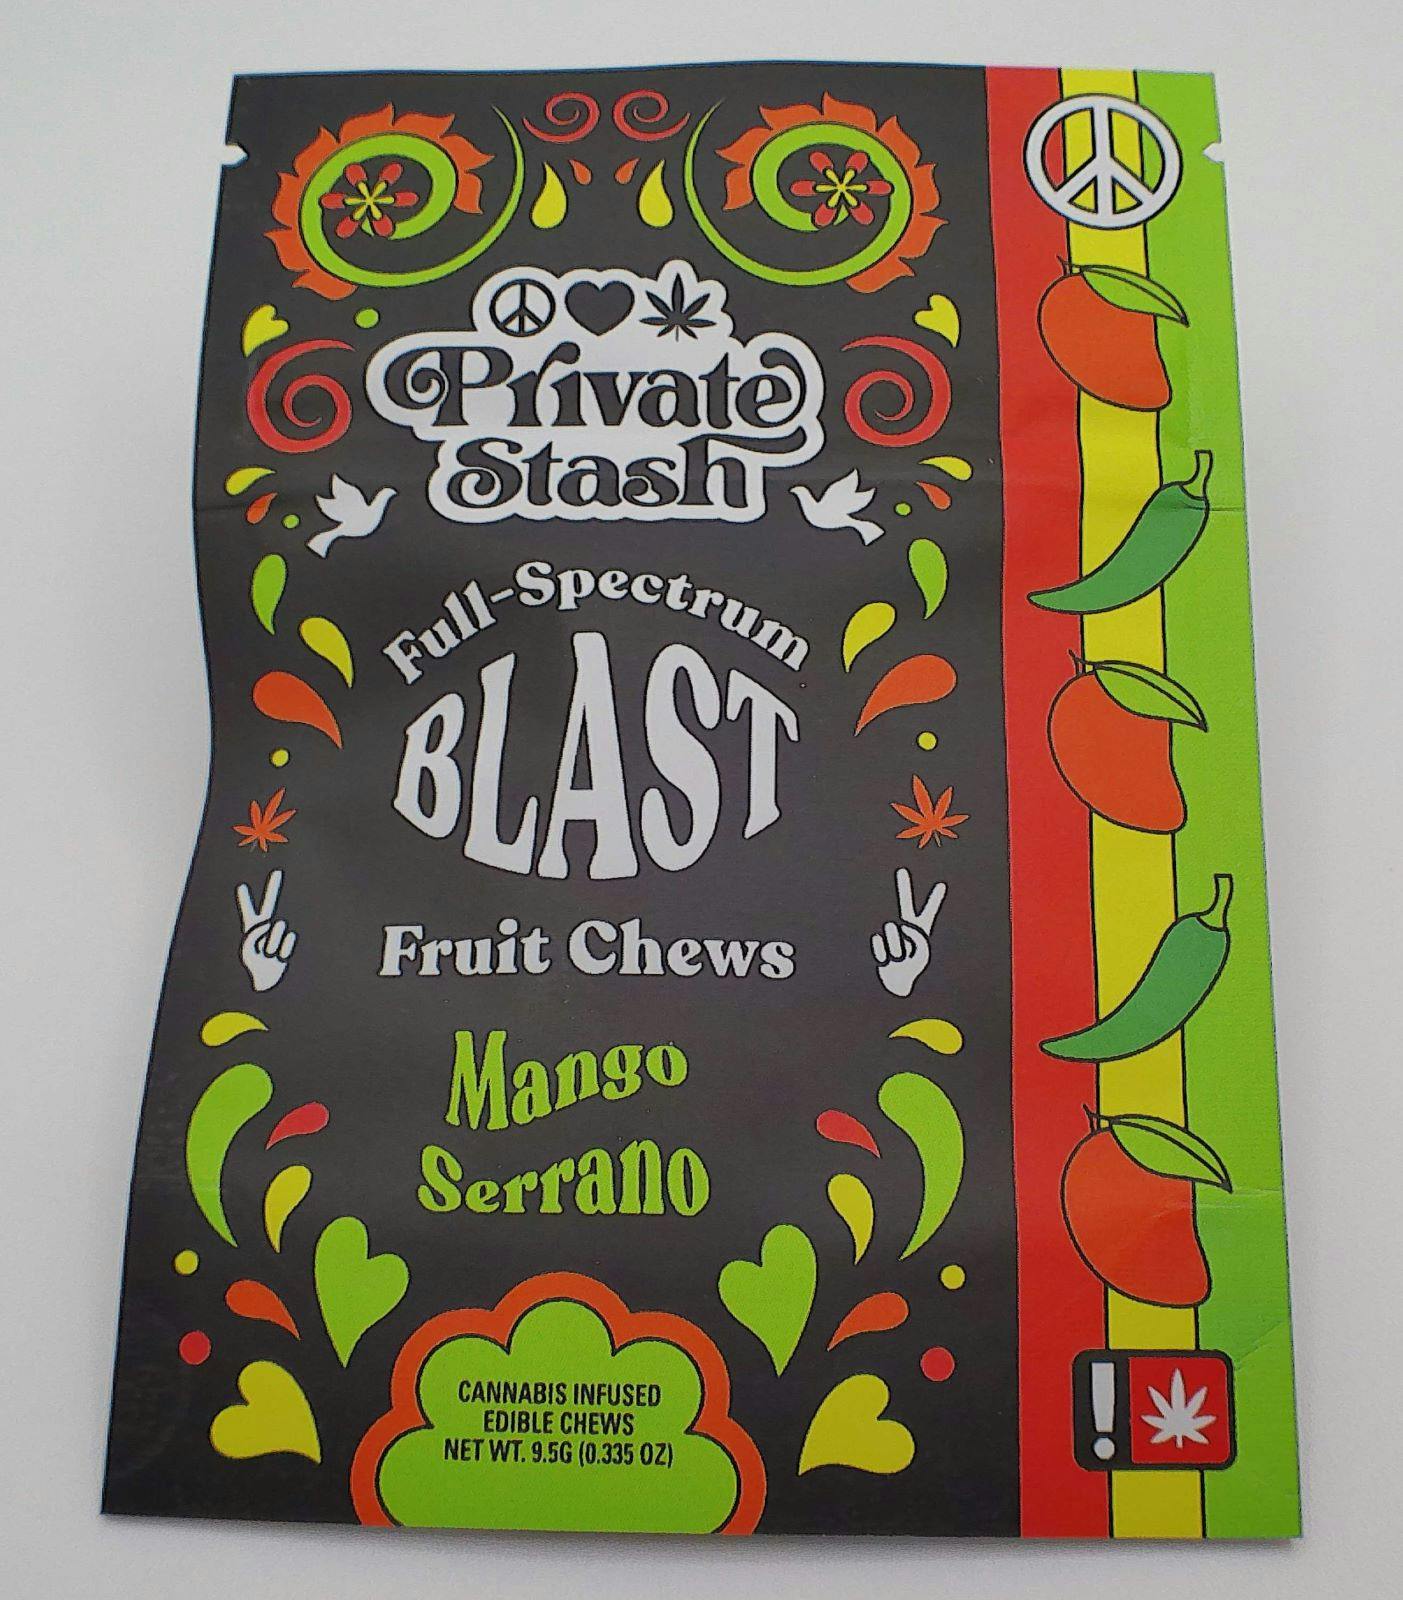 Private
Stash
Full-Spectrum
BLAST
Fruit Chews
Mango
Serrano
CANNABIS INFUSED
EDIBLE CHEWS
NET WT. 9.5G (0.335 OZ)
!